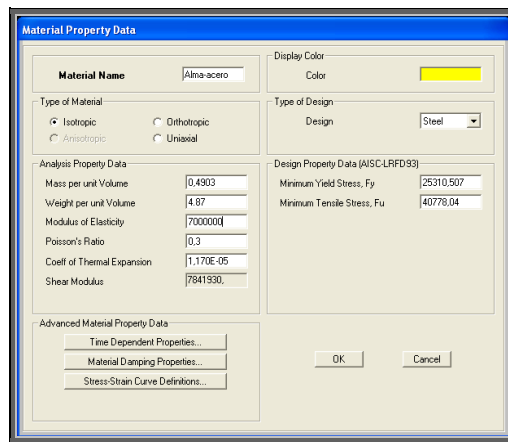 Material Property Data
Material Name Alma-acero
Display Color
Color
Type of Material
Isotropic Orthotropic
Anisotropic Uniaxial
Type of Design
Design Steel
Analysis Property Data
Mass per unit Volume 0,4903
Weight per unit Volume 4.87
Modulus of Elasticity 7000000
Poisson's Ratio 0,3
Coeff of Thermal Expansion 1,170E-05
Shear Modulus 7841930,
Design Property Data (AISC-LRFD93)
Minimum Yield Stress, Fy 25310,507
Minimum Tensile Stress, Fu 40778,04
Advanced Material Property Data
Time Dependent Properties...
Material Damping Properties...
Stress-Strain Curve Definitions...
OK Cancel